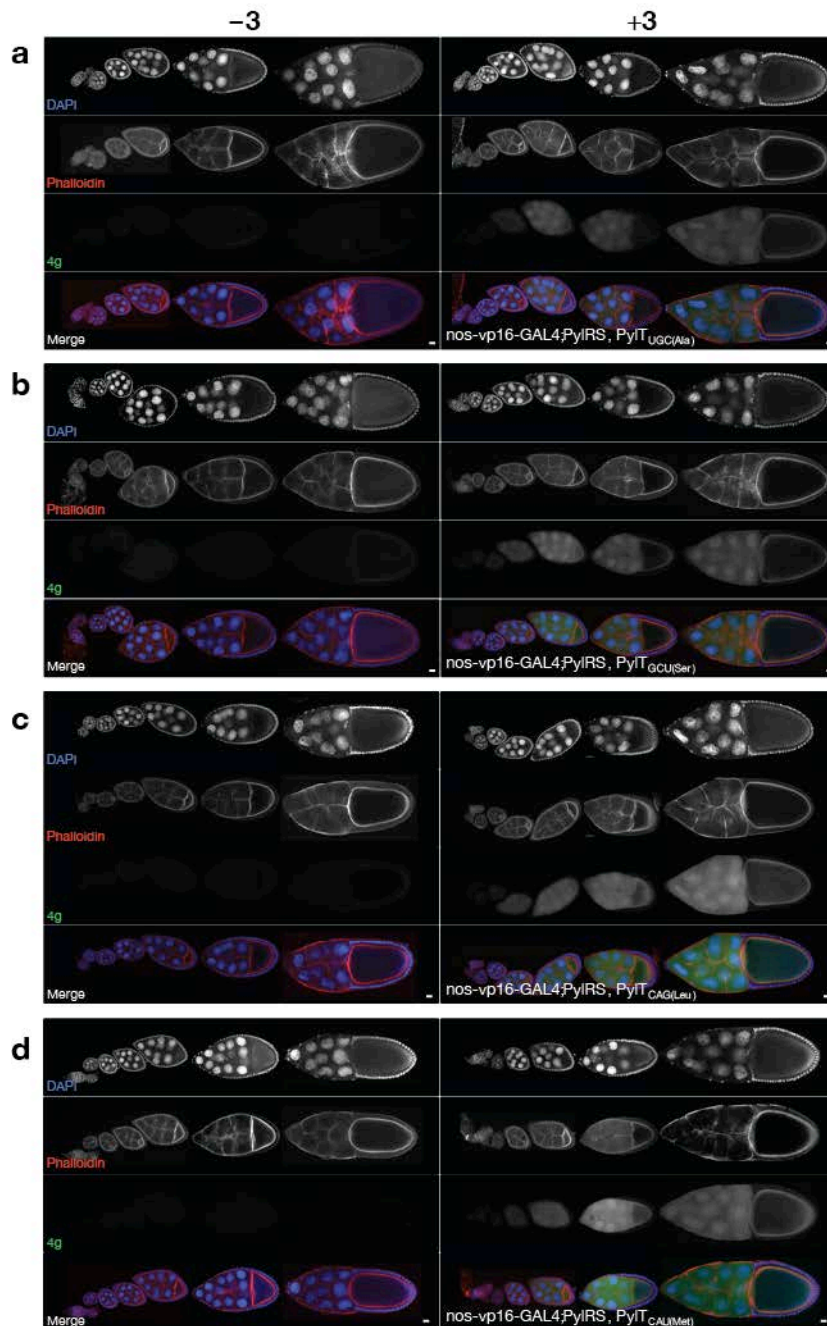 −3
+3
a
DAPI
Phalloidin
4g
Merge
nos-vp16-GAL4;PylRS, PylT UGC(Ala)
b
DAPI
Phalloidin
4g
Merge
nos-vp16-GAL4;PylRS, PylT GCU(Ser)
c
DAPI
Phalloidin
4g
Merge
nos-vp16-GAL4;PylRS, PylT CAG(Leu)
d
DAPI
Phalloidin
4g
Merge
nos-vp16-GAL4;PylRS, PylT CAU(Met)